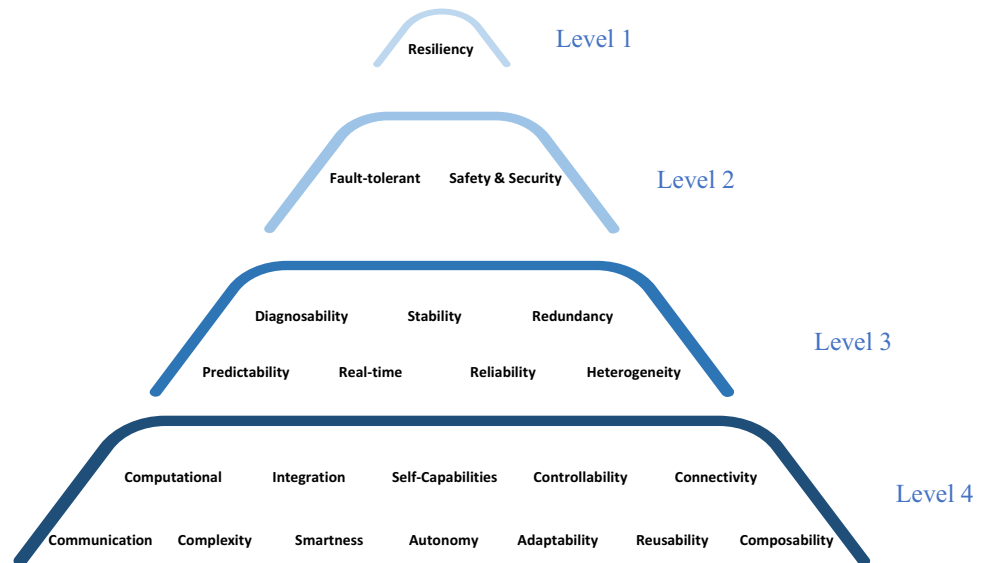 Resiliency
Level 1
Fault-tolerant Safety & Security
Level 2
Diagnosability Stability Redundancy
Level 3
Predictability Real-time Reliability Heterogeneity
Computational Integration Self-Capabilities Controllability Connectivity
Level 4
Communication Complexity Smartness Autonomy Adaptability Reusability Composability